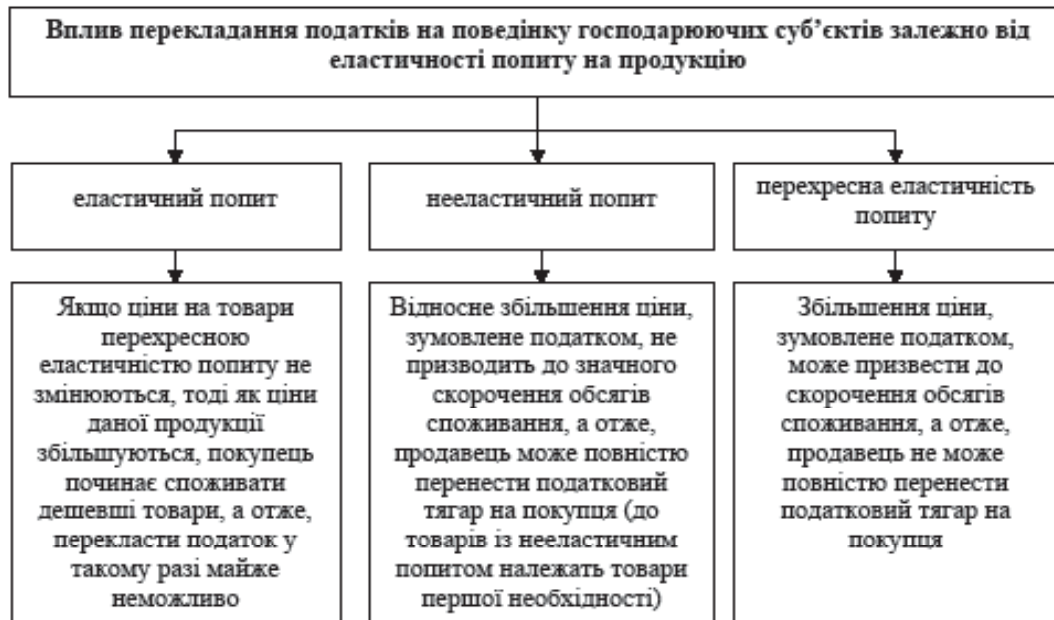 Вплив перекладання податків на поведінку господарюючих суб’єктів залежно від
еластичності попиту на продукцію
еластичний попит
нееластичний попит
перехресна еластичність
попиту
Якщо ціни на товари
перехресною
еластичністю попиту не
змінюються, тоді як ціни
даної продукції
збільшуються, покупець
починає споживати
дешевші товари, а отже,
перекласти податок у
такому разі майже
неможливо
Відносне збільшення ціни,
зумовлене податком, не
призводить до значного
скорочення обсягів
споживання, а отже,
продавець може повністю
перенести податковий
тягар на покупця (до
товарів із нееластичним
попитом належать товари
першої необхідності)
Збільшення ціни,
зумовлене податком,
може призвести до
скорочення обсягів
споживання, а отже,
продавець не може
повністю перенести
податковий тягар на
покупця